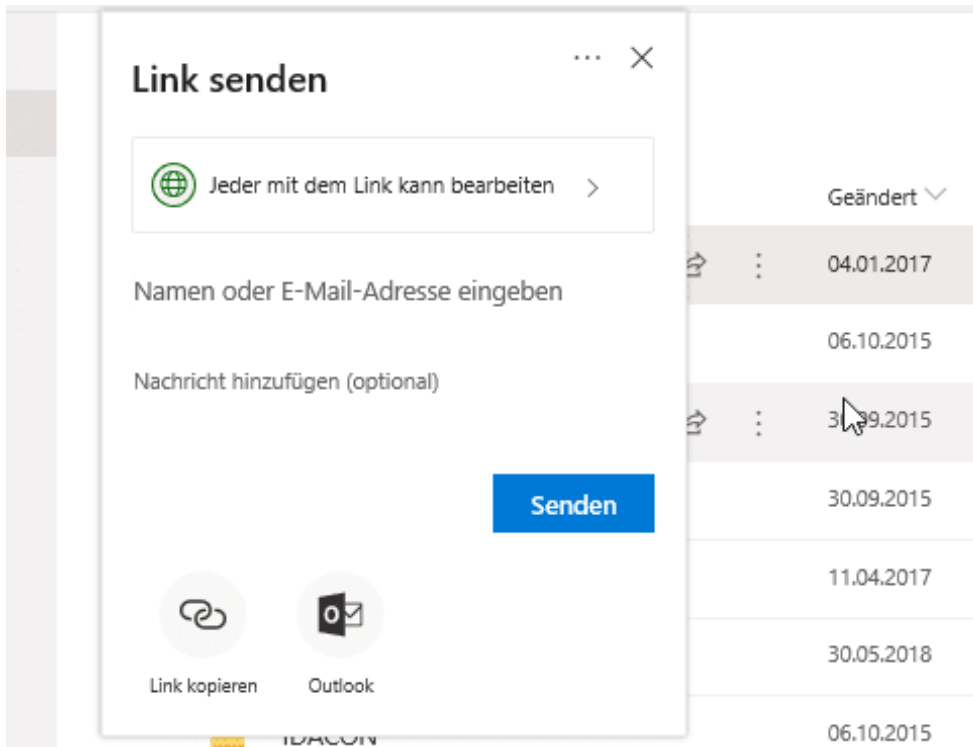 Link senden
Jeder mit dem Link kann bearbeiten
Namen oder E-Mail-Adresse eingeben
Nachricht hinzufügen (optional)
Senden
Link kopieren
Outlook
Geändert
04.01.2017
06.10.2015
30.09.2015
11.04.2017
30.05.2018
IDACON
06.10.2015